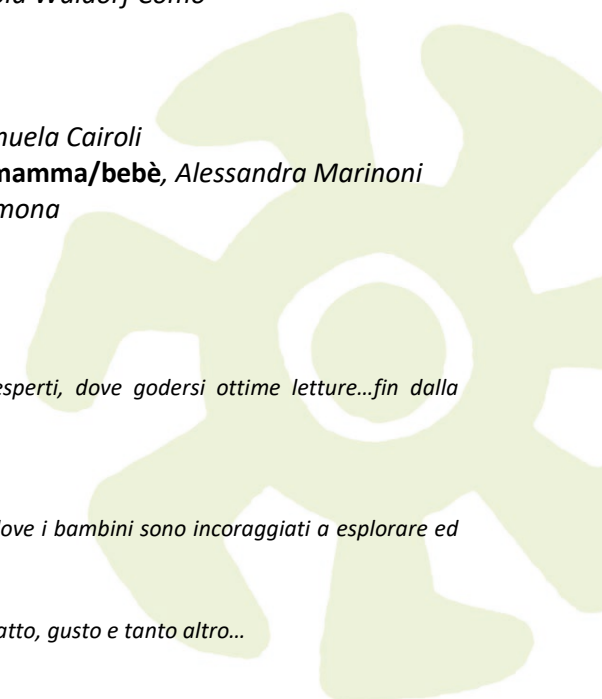 Waldorf Como
nuela Cairoli
mamma/bebè, Alessandra Marinoni
mona
esperti, dove godersi ottime letture…fin dalla
dove i bambini sono incoraggiati a esplorare ed
atto, gusto e tanto altro…